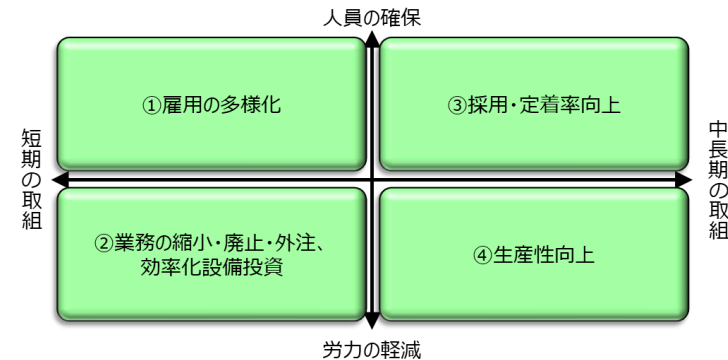 人員の確保
①雇用の多様化
③採用・定着率向上
短期の取組
中長期の取組
②業務の縮小・廃止・外注、
効率化設備投資
④生産性向上
労力の軽減